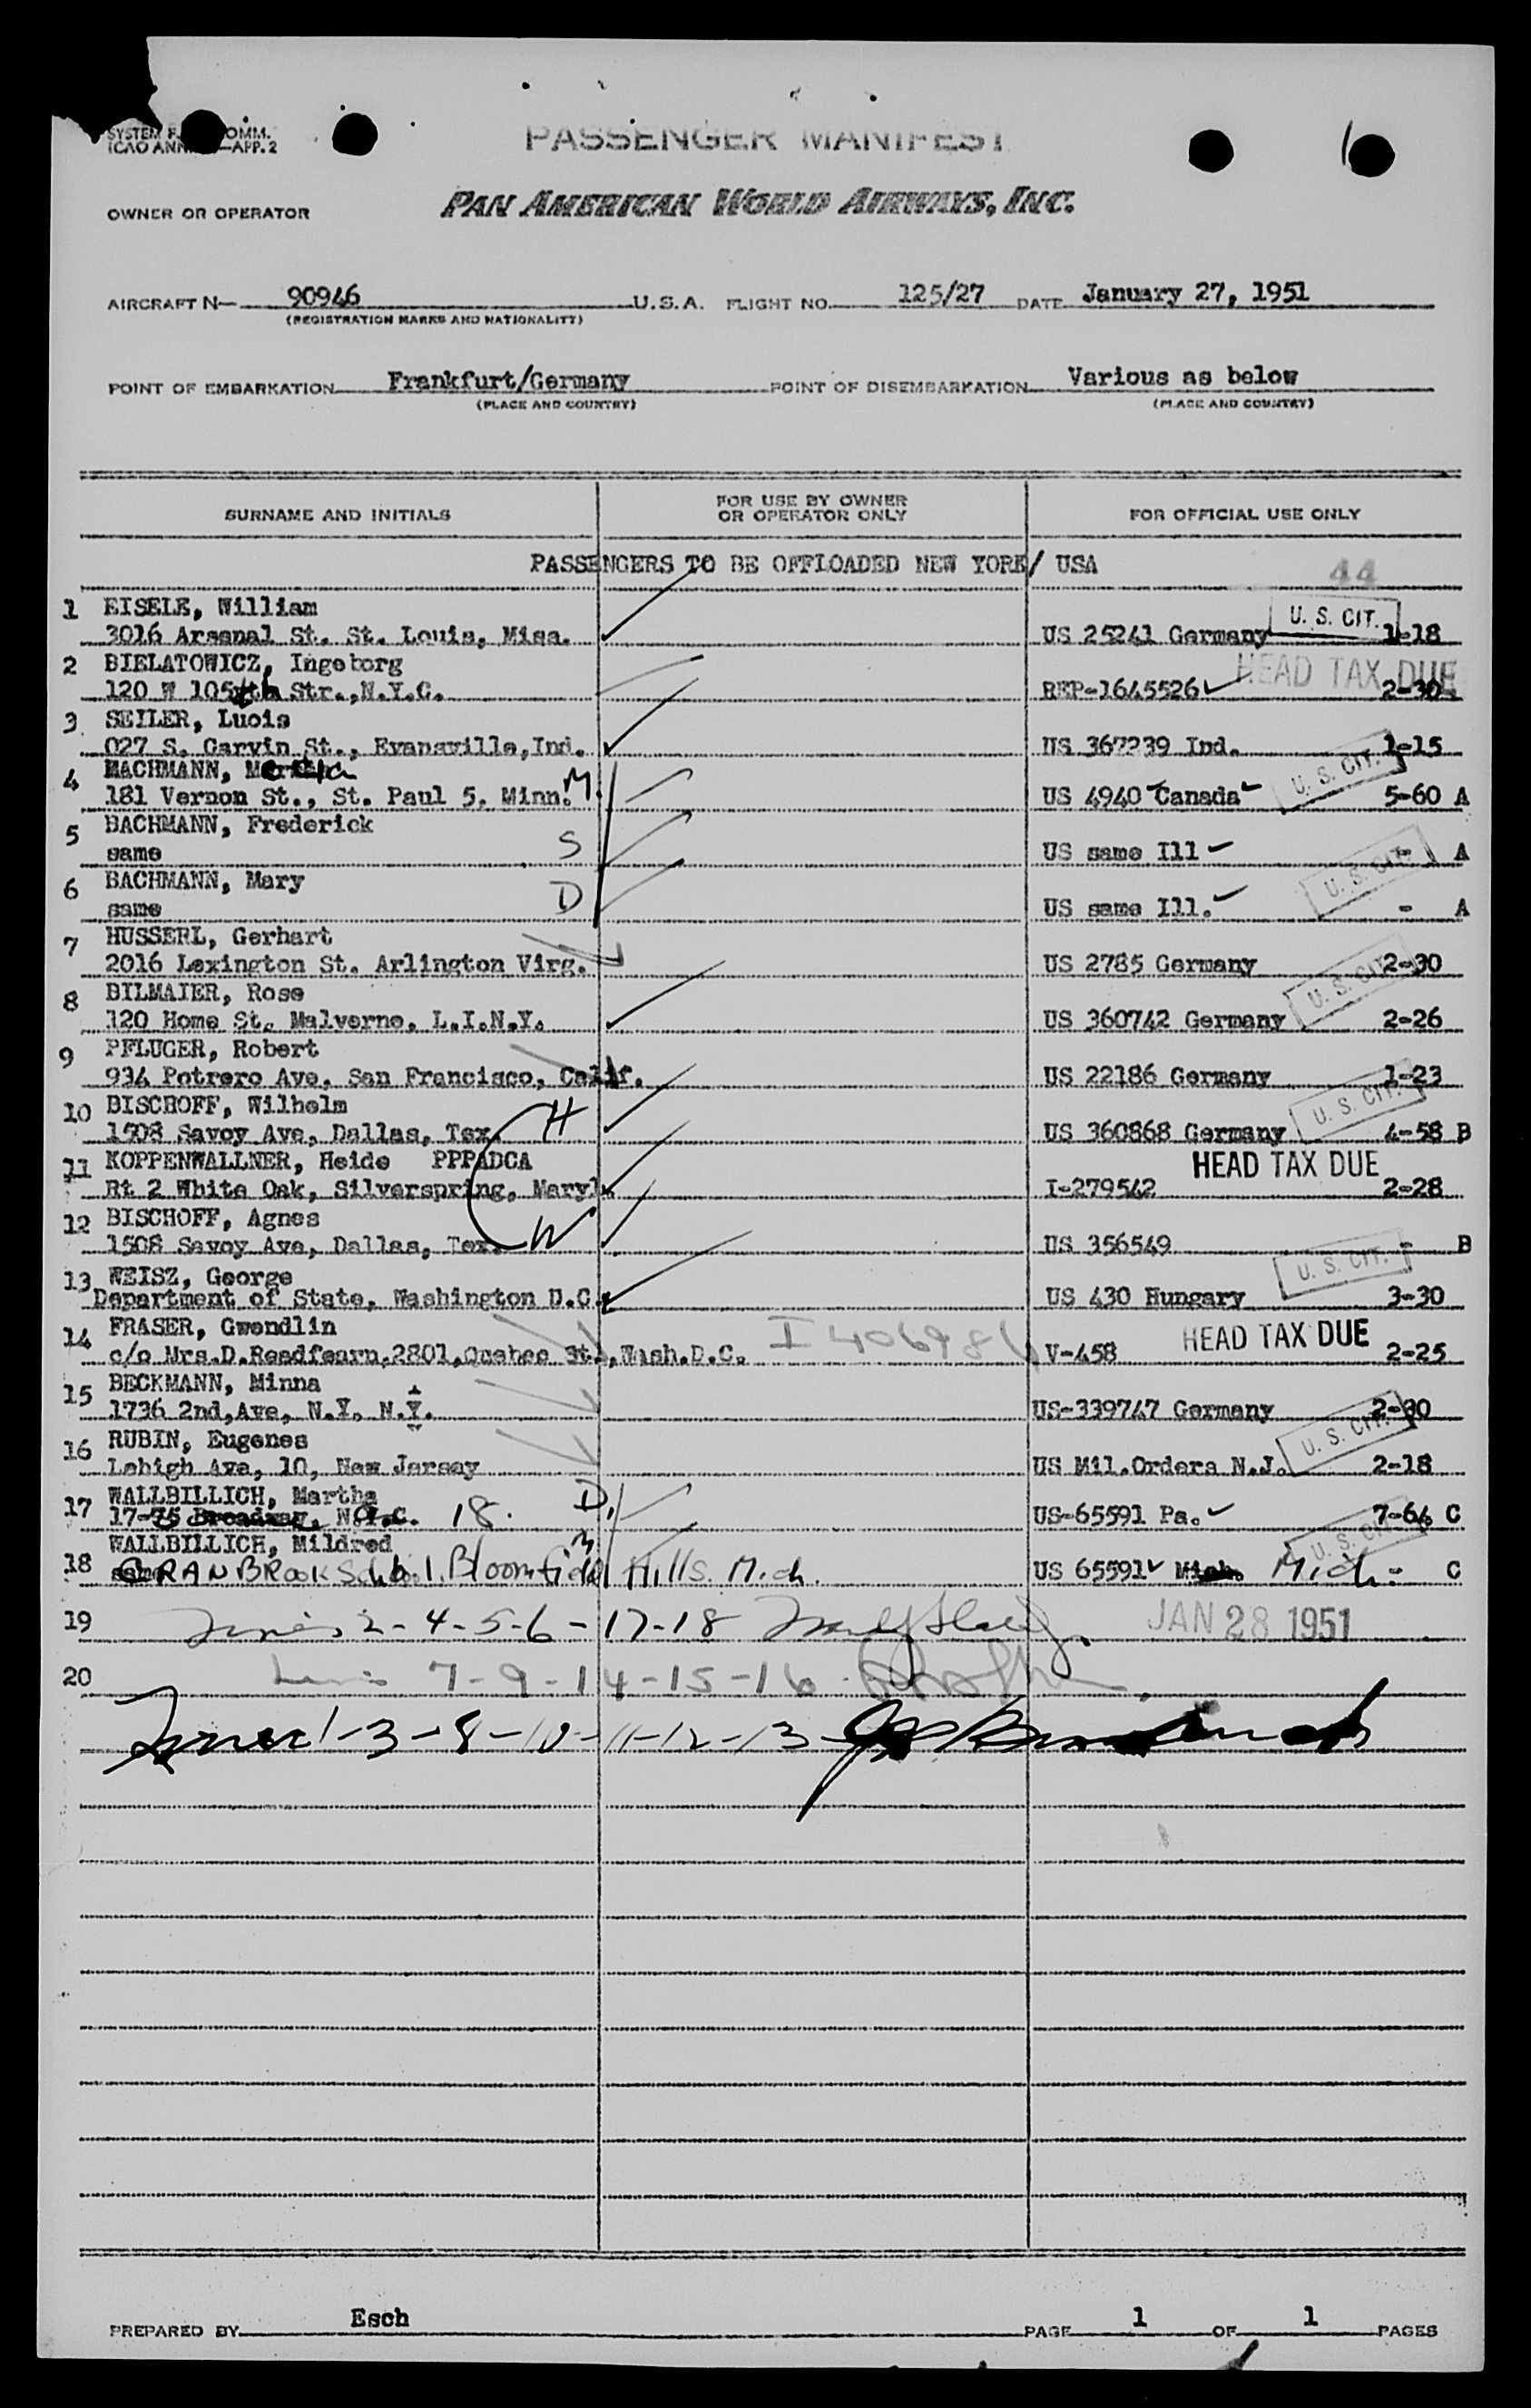 PASSENGER MANIFEST
ICAO
APP. 2
OWNER OR OPERATOR PAN AMERICAN WORLD AIRWAYS, INC.
AIRCRAFT N— 90946 U.S.A. FLIGHT NO. 125/27 DATE January 27, 1951
(REGISTRATION MARKS AND NATIONALITY)
POINT OF EMBARKATION Frankfurt/Germany POINT OF DISEMBARKATION Various as below
(PLACE AND COUNTRY) (PLACE AND COUNTRY)
SURNAME AND INITIALS FOR USE BY OWNER OR OPERATOR ONLY FOR OFFICIAL USE ONLY
PASSENGERS TO BE OFFLOADED NEW YORK/ USA 44
1 EISELE, William U. S. CIT.
3016 Arsenal St. St. Louis, Miss. US 25241 Germany 1-18
2 BIELATOWICZ, Ingeborg HEAD TAX DUE
120 W 105th Str.,N.Y.C. REP-1645526 2-30
3 SEILER, Luois
027 S. Garvin St., Evansville,Ind. US 367239 Ind. 1-15
4 MACHMANN, U. S. CIT.
181 Vernon St., St. Paul 5, Minn. M US 4940 Canada 5-60 A
5 BACHMANN, Frederick
same S US same Ill - A
6 BACHMANN, Mary U. S. CIT.
same D US same Ill. - A
7 HUSSERL, Gerhart
2016 Lexington St. Arlington Virg. US 2785 Germany 2-30
8 BILMAIER, Rose U. S. CIT.
120 Home St. Malverne, L.I.N.Y. US 360742 Germany 2-26
9 PFLUGER, Robert
934 Potrero Ave, San Francisco, Calif. US 22186 Germany 1-23
10 BISCHOFF, Wilhelm H U. S. CIT.
1508 Savoy Ave, Dallas, Tex. US 360868 Germany 4-58 B
11 KOPPENWALLNER, Heide PPPADCA HEAD TAX DUE
Rt 2 White Oak, Silverspring, Maryl. I-279542 2-28
12 BISCHOFF, Agnes
1508 Savoy Ave, Dallas, Tex. W US 356549 - B
13 WEISZ, George U. S. CIT.
Department of State, Washington D.C. US 430 Hungary 3-30
14 FRASER, Gwendlin HEAD TAX DUE
c/o Mrs.D.Readfearn,2801,Quebec St.,Wash.D.C. V-458 2-25
15 BECKMANN, Minna
1736 2nd,Ave, N.Y. N.Y. US-339747 Germany 2-30
16 RUBIN, Eugenes U. S. CIT.
Lehigh Ave, 10, New Jersey US Mil.Orders N.J. 2-18
17 WALLBILLICH, Martha D
17-75 Broadway, N.Y.C. 18. US-65591 Pa. 7-64 C
18 WALLBILLICH, Mildred M U. S. CIT.
CRANBROOK School. Bloomfield Hills. Mich. US 65591 Mich. - C
19 2-4-5-6-17-18 JAN 28 1951
20 7-9-14-15-16
1-3-8-10-11-12-13
PREPARED BY Esch PAGE 1 OF 1 PAGES